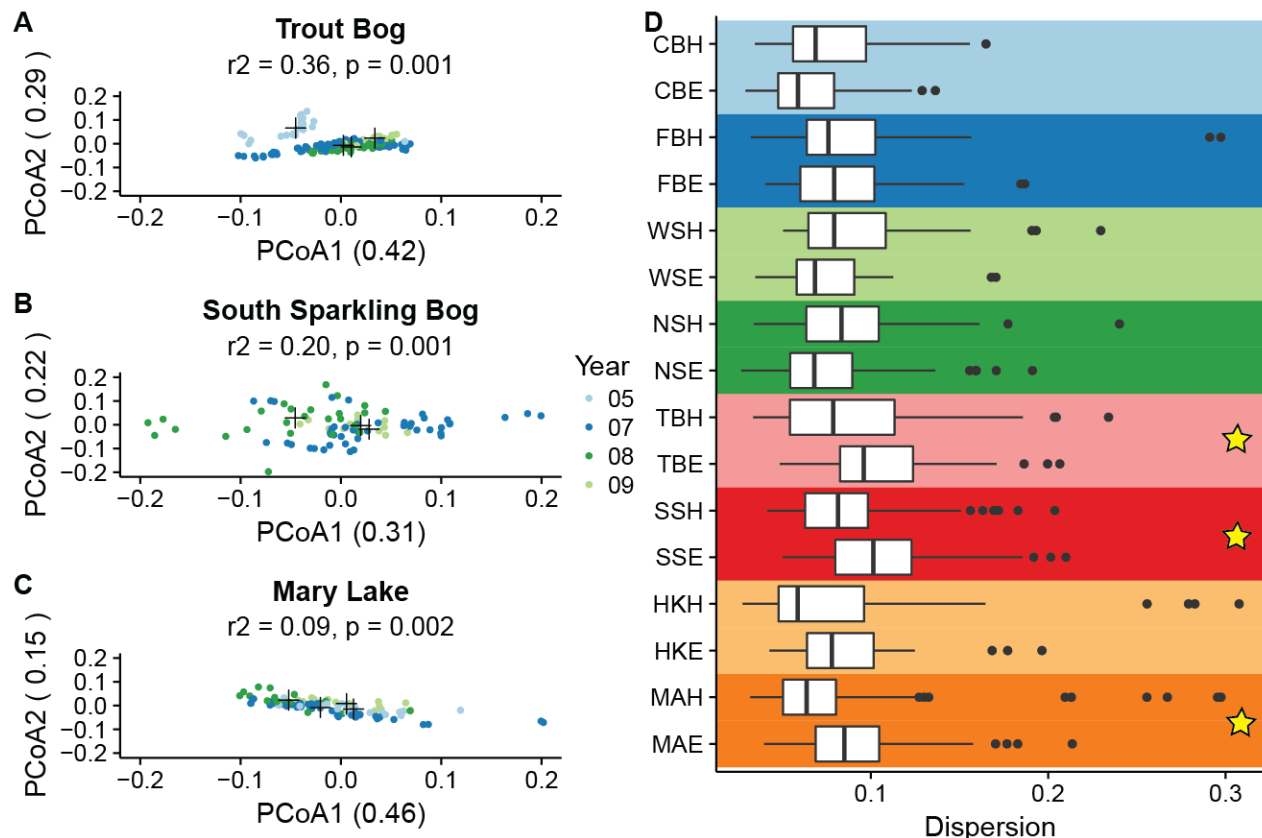 A
Trout Bog
r2 = 0.36, p = 0.001
PCoA2 ( 0.29)
0.2
0.1
0.0
−0.1
−0.2
−0.2 −0.1 0.0 0.1 0.2
PCoA1 (0.42)
B
South Sparkling Bog
r2 = 0.20, p = 0.001
PCoA2 ( 0.22)
0.2
0.1
0.0
−0.1
−0.2
−0.2 −0.1 0.0 0.1 0.2
PCoA1 (0.31)
Year
05
07
08
09
C
Mary Lake
r2 = 0.09, p = 0.002
PCoA2 ( 0.15)
0.2
0.1
0.0
−0.1
−0.2
−0.2 −0.1 0.0 0.1 0.2
PCoA1 (0.46)
D
CBH
CBE
FBH
FBE
WSH
WSE
NSH
NSE
TBH
TBE
SSH
SSE
HKH
HKE
MAH
MAE
0.1 0.2 0.3
Dispersion